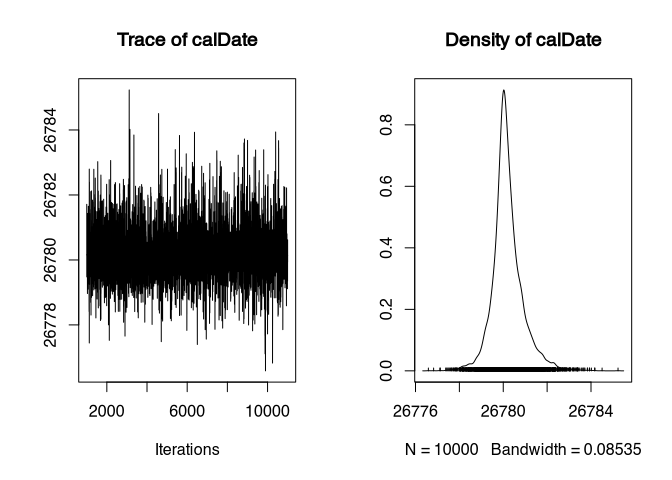 Trace of calDate
26784
26782
26780
26778
2000 6000 10000
Iterations
Density of calDate
0.8
0.6
0.4
0.2
0.0
26776 26780 26784
N = 10000 Bandwidth = 0.08535